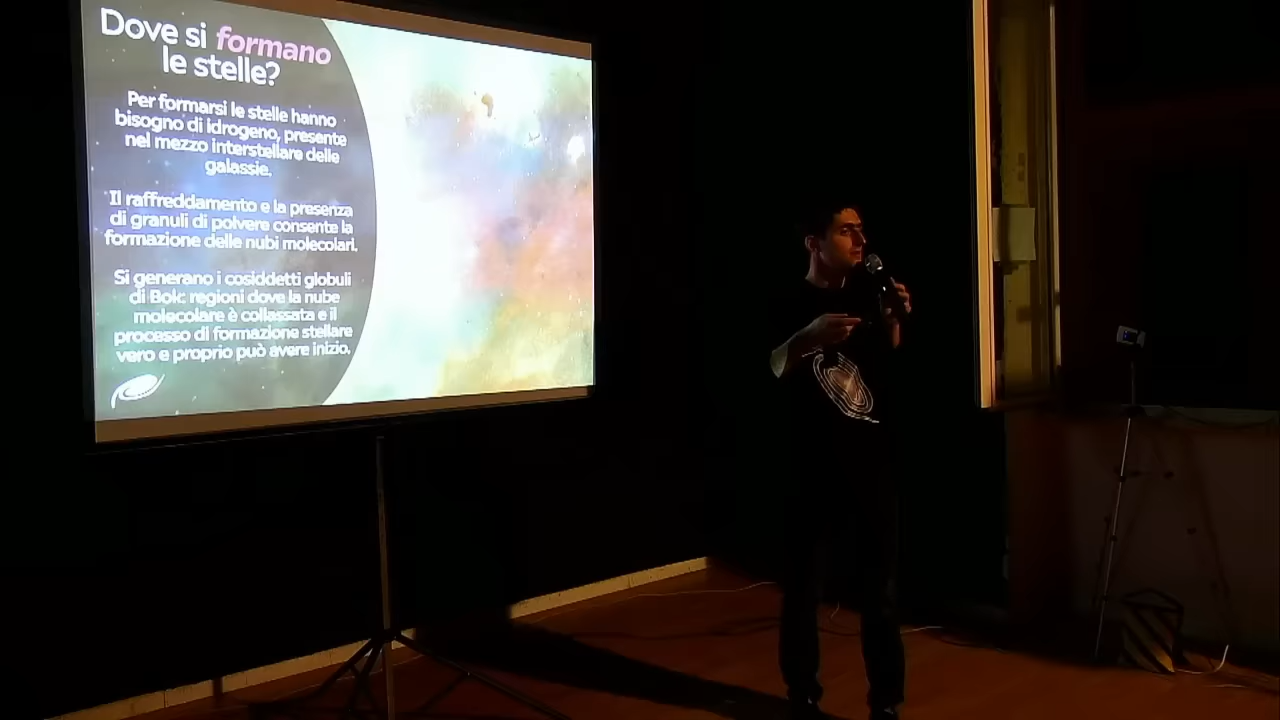 Dove si formano
le stelle?
Per formarsi le stelle hanno
bisogno di idrogeno, presente
nel mezzo interstellare delle
galassie.
Il raffreddamento e la presenza
di granuli di polvere consente la
formazione delle nubi molecolari.
Si generano i cosiddetti globuli
di Bok: regioni dove la nube
molecolare è collassata e il
processo di formazione stellare
vero e proprio può avere inizio.